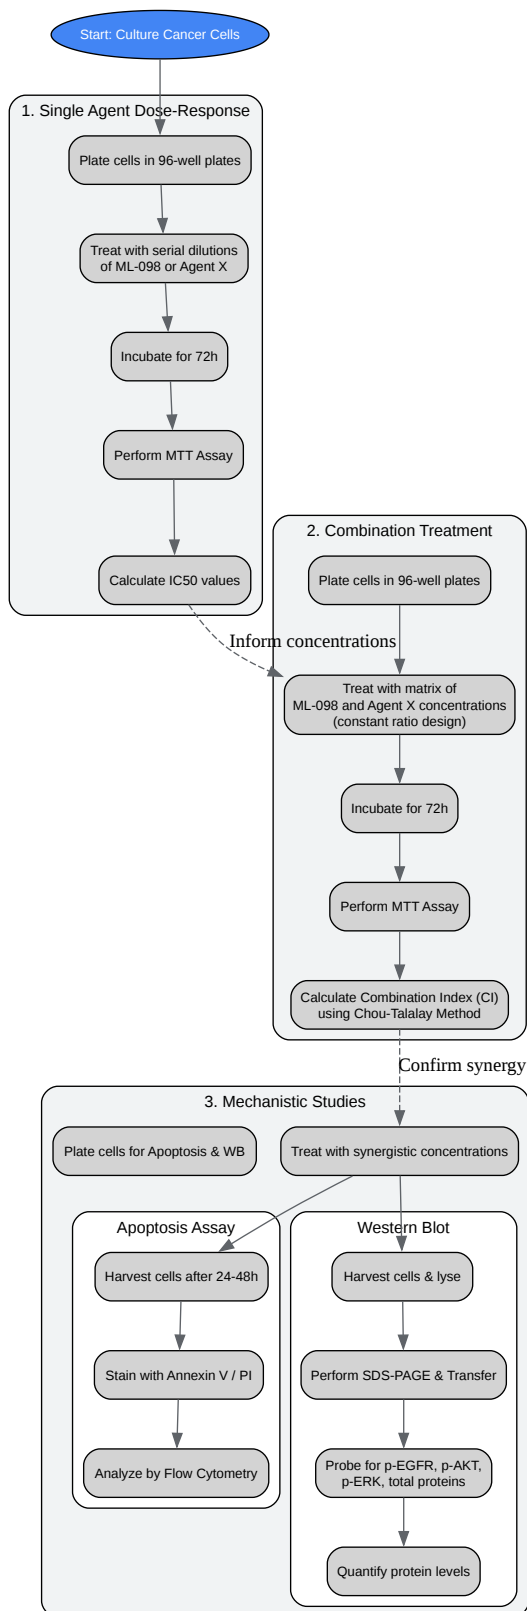 Start: Culture Cancer Cells
1. Single Agent Dose-Response
Plate cells in 96-well plates
Treat with serial dilutions
of ML-098 or Agent X
Incubate for 72h
Perform MTT Assay
Calculate IC50 values
2. Combination Treatment
Plate cells in 96-well plates
Inform concentrations
Treat with matrix of
ML-098 and Agent X concentrations
(constant ratio design)
Incubate for 72h
Perform MTT Assay
Calculate Combination Index (CI)
using Chou-Talalay Method
Confirm synergy
3. Mechanistic Studies
Plate cells for Apoptosis & WB
Treat with synergistic concentrations
Apoptosis Assay
Harvest cells after 24-48h
Stain with Annexin V / PI
Analyze by Flow Cytometry
Western Blot
Harvest cells & lyse
Perform SDS-PAGE & Transfer
Probe for p-EGFR, p-AKT,
p-ERK, total proteins
Quantify protein levels